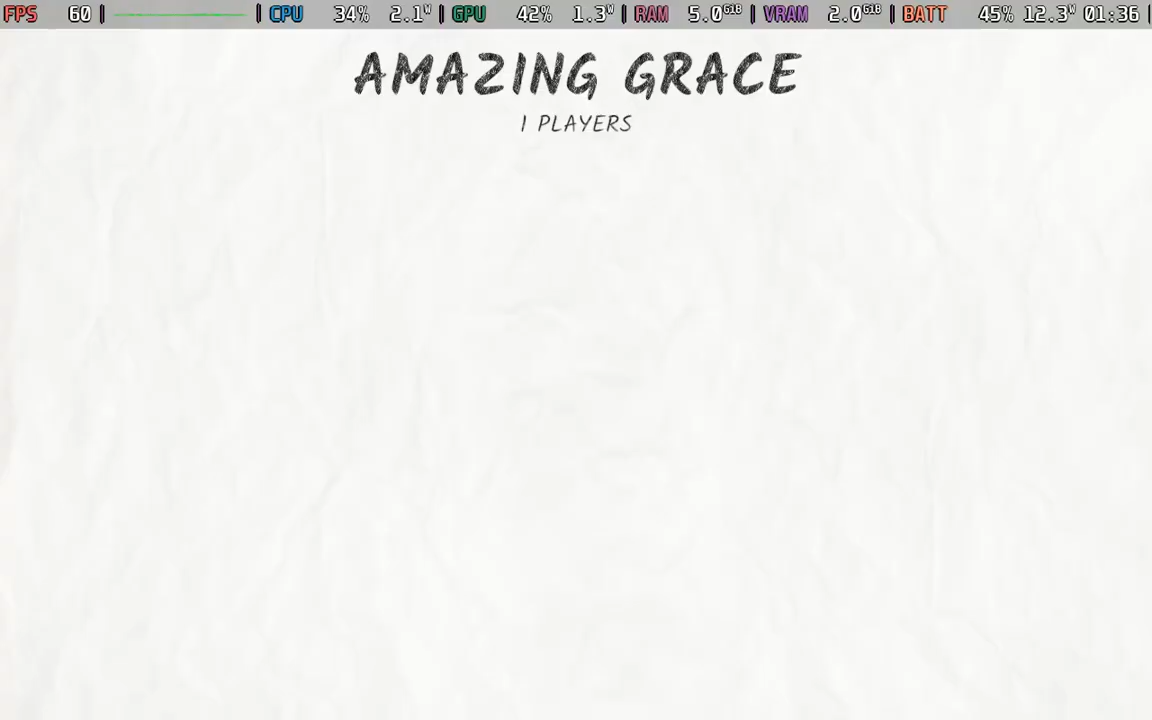 FPS 60 CPU 34% 2.1W GPU 42% 1.3W RAM 5.0GiB VRAM 2.0GiB BATT 45% 12.3W 01:36
AMAZING GRACE
1 PLAYERS